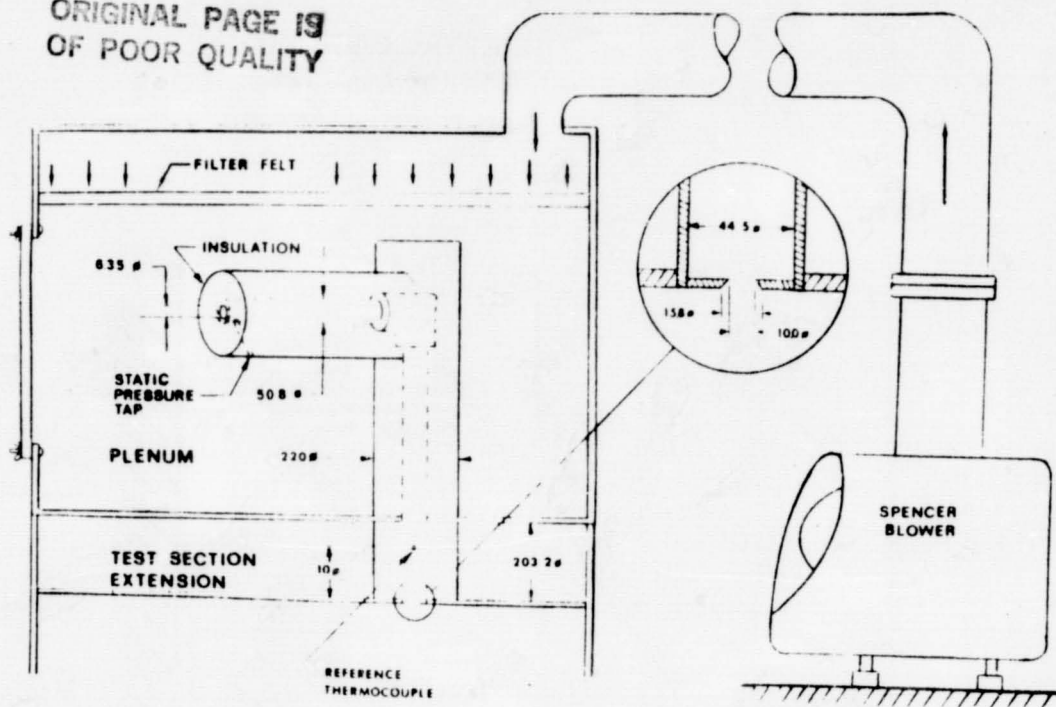 ORIGINAL PAGE IS
OF POOR QUALITY
FILTER FELT
INSULATION
635 ø
STATIC
PRESSURE
TAP
508 ø
PLENUM
220ø
TEST SECTION
EXTENSION
10ø
203.2ø
44.5ø
158ø
100ø
SPENCER
BLOWER
REFERENCE
THERMOCOUPLE